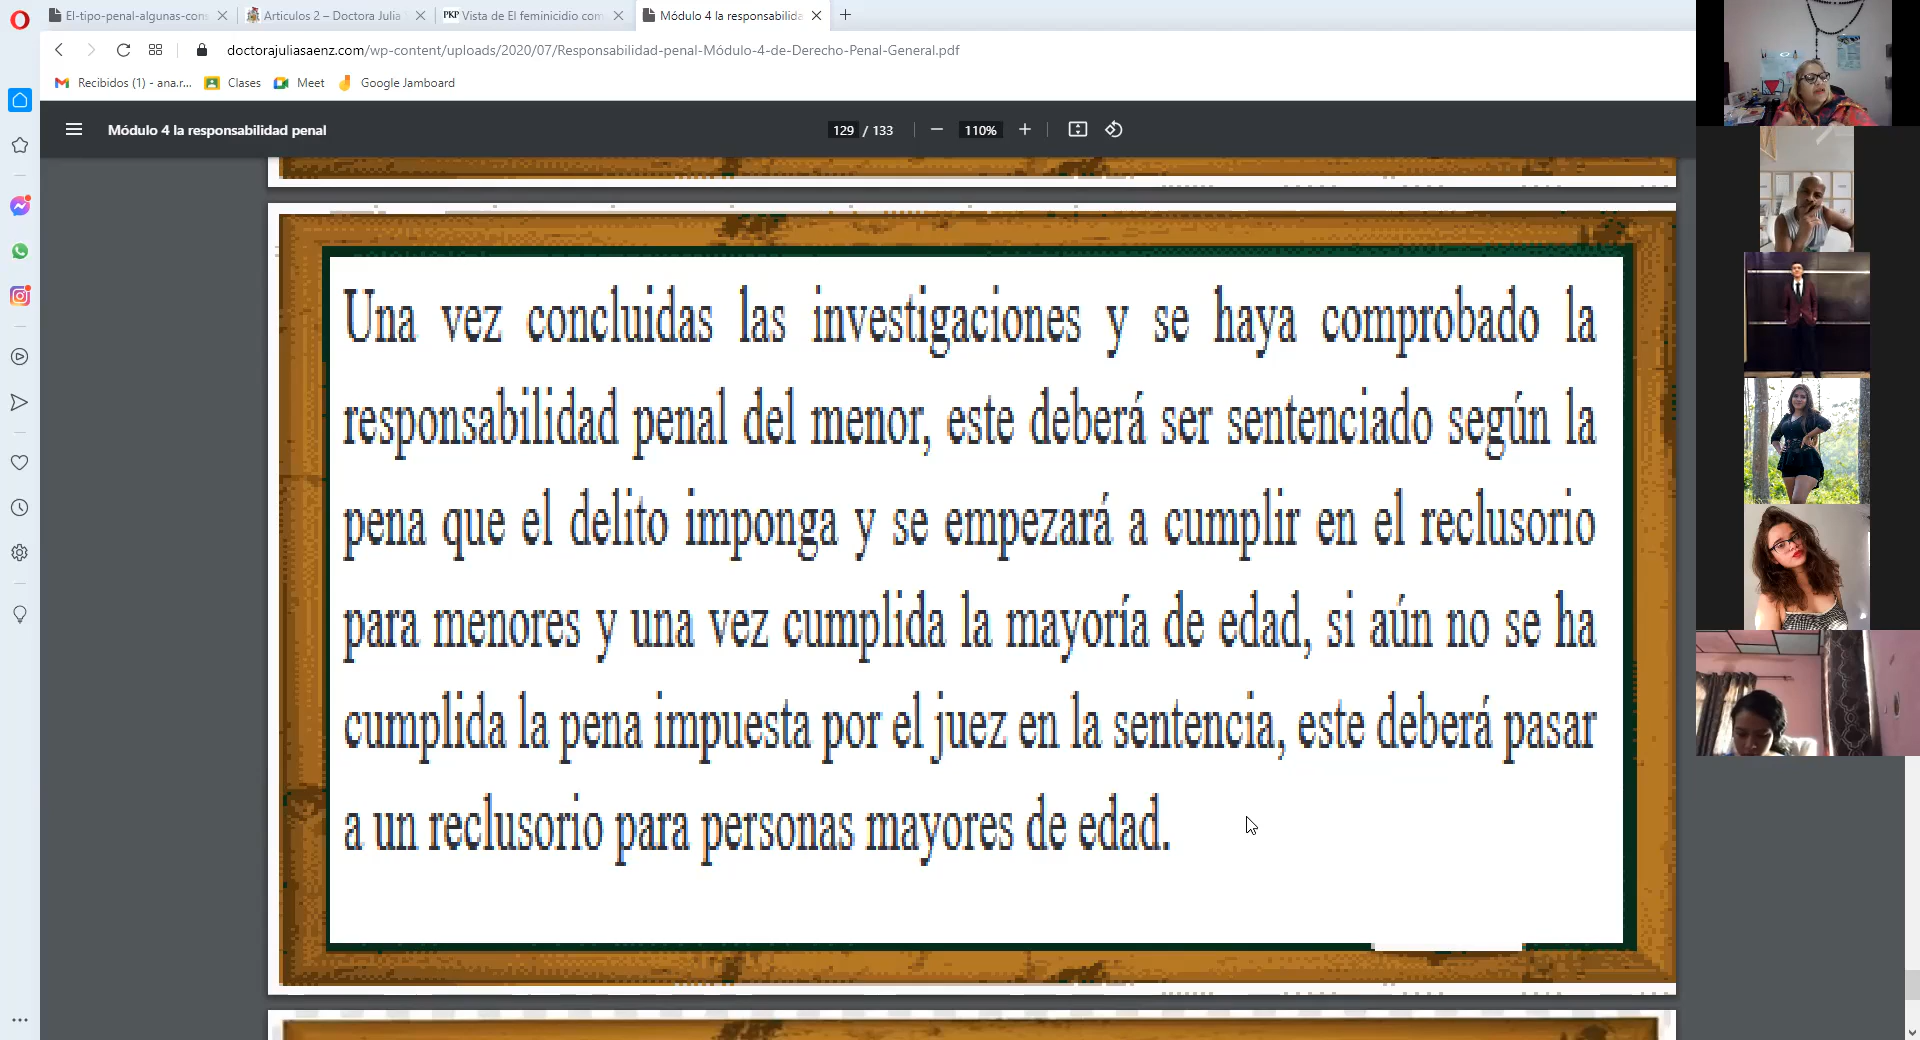 El-tipo-penal-algunas-cons
Articulos 2 – Doctora Julia
PKP Vista de El feminicidio com
Módulo 4 la responsabilida
doctorajuliasaenz.com/wp-content/uploads/2020/07/Responsabilidad-penal-Módulo-4-de-Derecho-Penal-General.pdf
Recibidos (1) - ana.r... Clases Meet Google Jamboard
Módulo 4 la responsabilidad penal 129 / 133 110%
Una vez concluidas las investigaciones y se haya comprobado la
responsabilidad penal del menor, este deberá ser sentenciado según la
pena que el delito imponga y se empezará a cumplir en el reclusorio
para menores y una vez cumplida la mayoría de edad, si aún no se ha
cumplida la pena impuesta por el juez en la sentencia, este deberá pasar
a un reclusorio para personas mayores de edad.